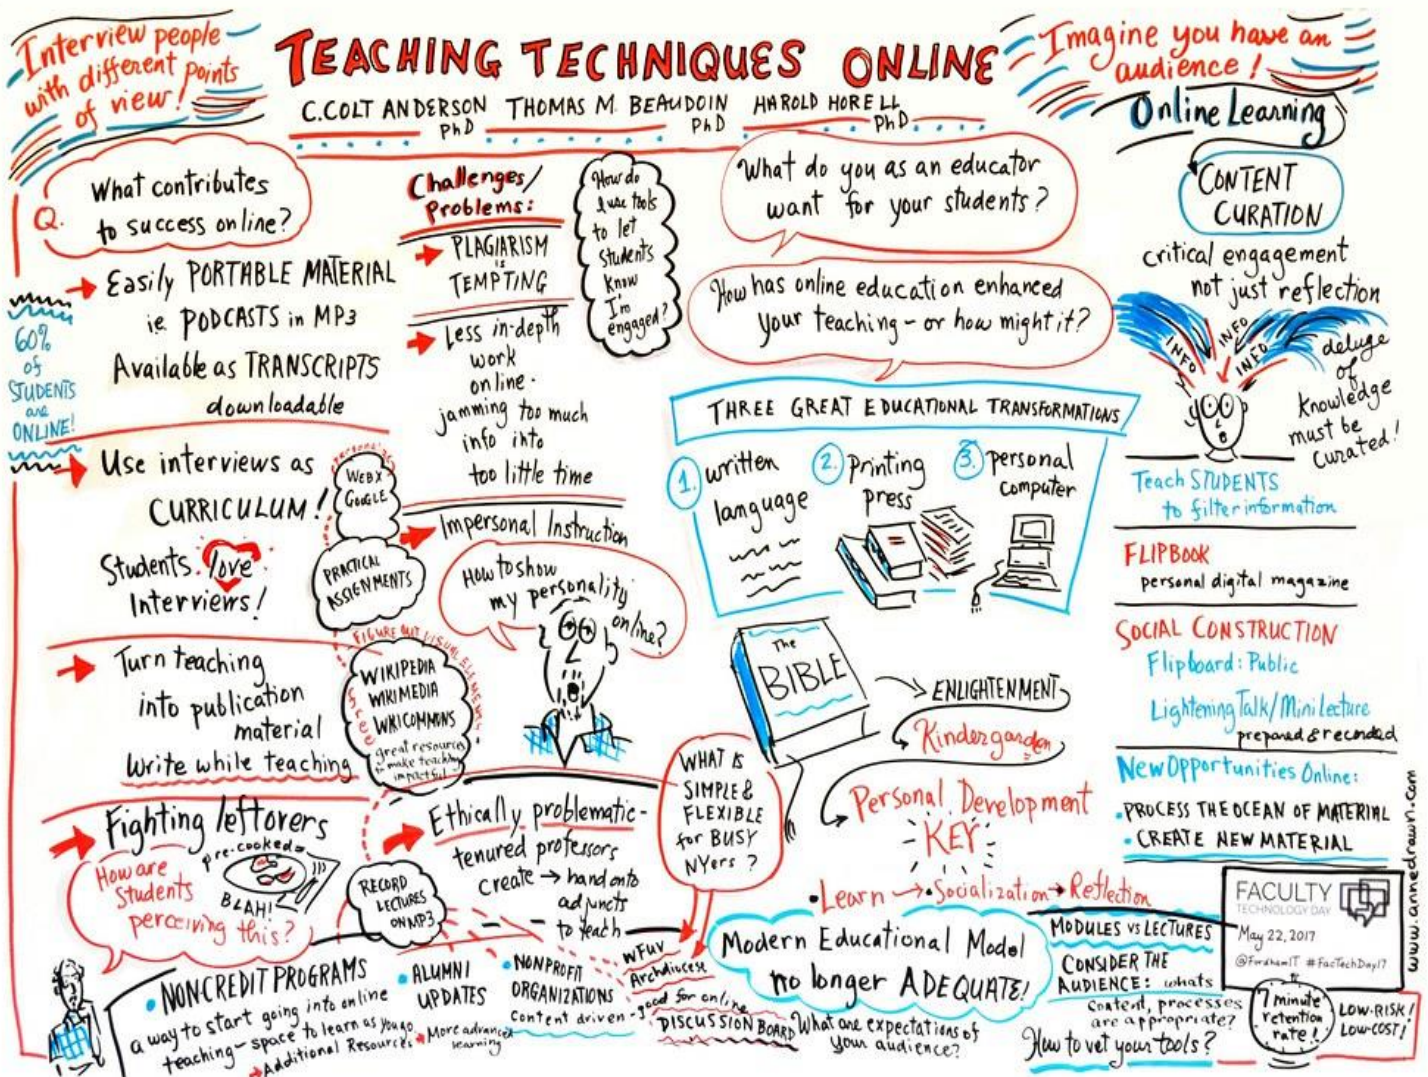 Interview people
with different points
of view!
TEACHING TECHNIQUES ONLINE
C.COLT ANDERSON PhD
THOMAS M. BEAUDOIN PhD
HAROLD HORELL PhD
Imagine you have an
audience!
Q.
What contributes
to success online?
60%
of
STUDENTS
are
ONLINE!
Easily PORTABLE MATERIAL
ie. PODCASTS in MP3
Available as TRANSCRIPTS
downloadable
Use interviews as
CURRICULUM!
Students love
Interviews!
Turn teaching
into publication
material
Write while teaching
Fighting leftovers
pre-cooked
BLAH!
How are
Students
perceiving this?
Challenges/
Problems:
PLAGIARISM
is
TEMPTING
Less in-depth
work
online.
jamming too much
info into
too little time
Impersonal Instruction
How to show
my personality
online?
WEBX
GOOGLE
PRACTICAL
ASSIGNMENTS
FIGURE OUT VISUAL ELEMENTS
WIKIPEDIA
WIKIMEDIA
WIKICOMMONS
great resources
to make teaching
impactful
Ethically problematic-
tenured professors
create → hand onto
adjuncts
to teach
RECORD
LECTURES
ON MP3
How do
I use tools
to let
Students
know
I'm
engaged?
What do you as an educator
want for your students?
How has online education enhanced
your teaching - or how might it?
THREE GREAT EDUCATIONAL TRANSFORMATIONS
1. written
language
2. Printing
press
3. personal
computer
The
BIBLE
ENLIGHTENMENT
Kindergarden
Personal Development
KEY
• Learn → • Socialization → Reflection
WHAT IS
SIMPLE &
FLEXIBLE
for BUSY
NYers?
Modern Educational Model
no longer ADEQUATE!
Online Learning
CONTENT
CURATION
critical engagement
not just reflection
INFO
INFO
INFO
deluge
of
Knowledge
must be
curated!
Teach STUDENTS
to filter information
FLIPBOOK
personal digital magazine
SOCIAL CONSTRUCTION
Flipboard: Public
Lightening Talk/Mini lecture
prepared & recorded
New Opportunities Online:
• PROCESS THE OCEAN OF MATERIAL
• CREATE NEW MATERIAL
• NONCREDIT PROGRAMS
a way to start going into online
teaching - space to learn as you go
Additional Resources
• ALUMNI
UPDATES
More advanced
learning
• NONPROFIT
ORGANIZATIONS
content driven-
WFUV
Archdiocese
good for online
DISCUSSION BOARD
What are expectations of
your audience?
MODULES vs LECTURES
CONSIDER THE
AUDIENCE: whats
Content, processes
are appropriate?
How to vet your tools?
FACULTY
TECHNOLOGY DAY
May 22, 2017
@FordhamIT #FacTechDay17
7 minute
retention
rate!
LOW-RISK!
LOW-COST!
www.annedrawn.com